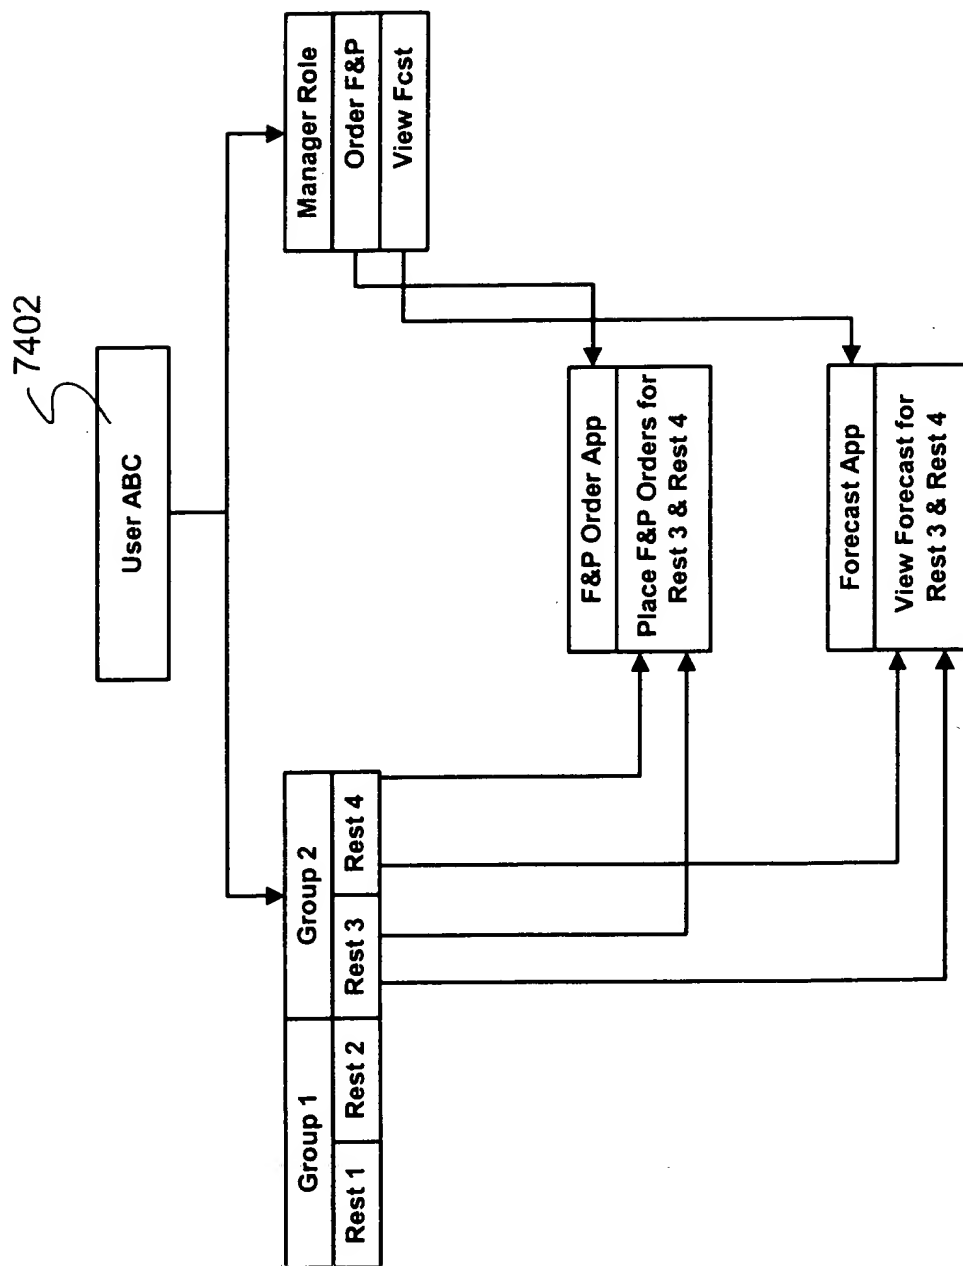 7402
User ABC
Group 1
Group 2
Rest 1
Rest 2
Rest 3
Rest 4
Manager Role
Order F&P
View Fcst
F&P Order App
Place F&P Orders for
Rest 3 & Rest 4
Forecast App
View Forecast for
Rest 3 & Rest 4